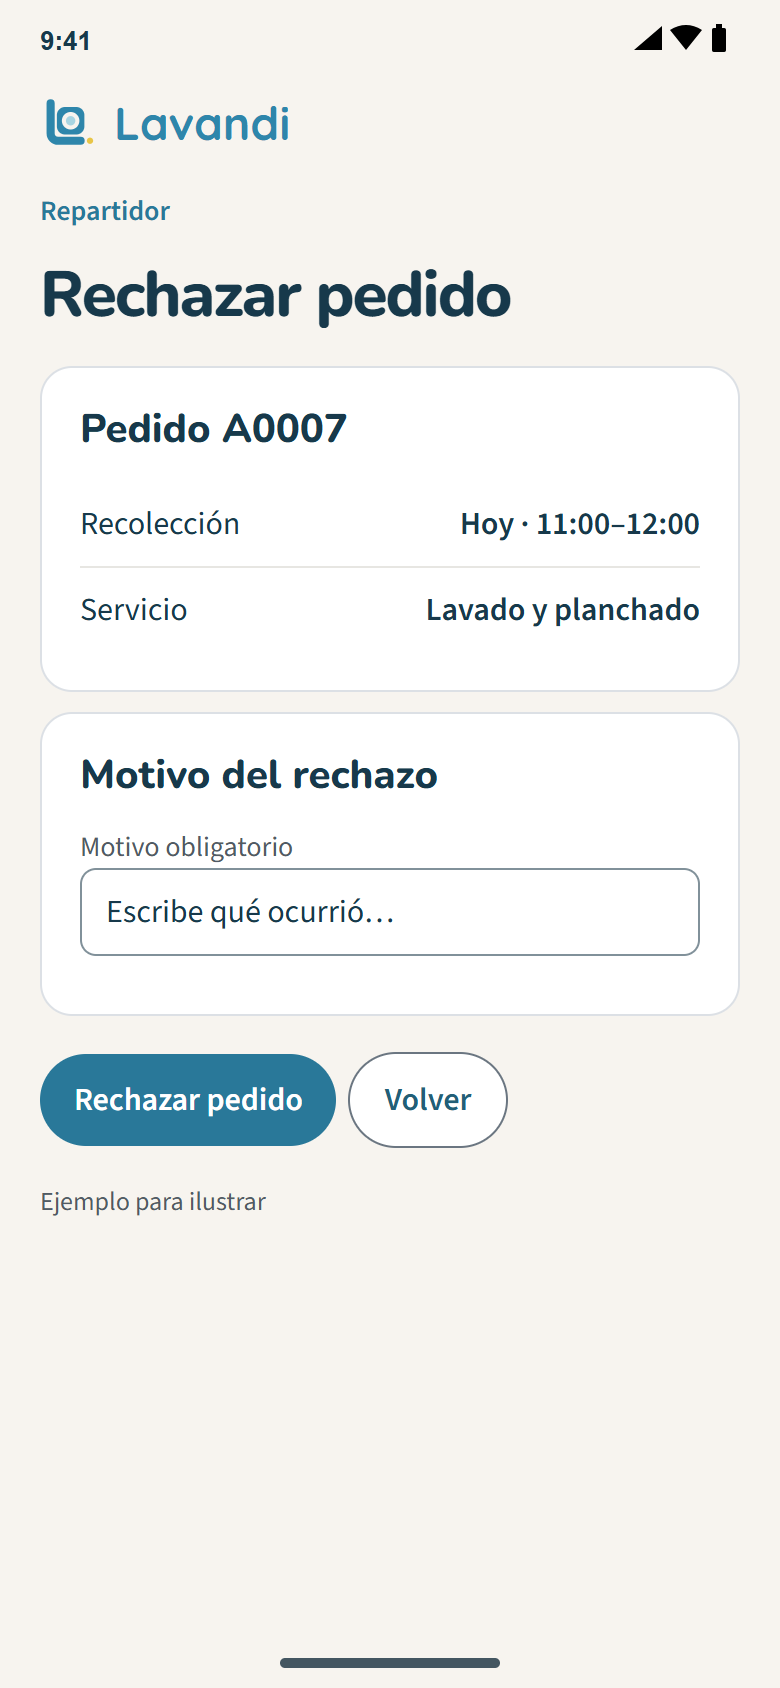 9:41
Lavandi
Repartidor
Rechazar pedido
Pedido A0007
Recolección Hoy · 11:00–12:00
Servicio Lavado y planchado
Motivo del rechazo
Motivo obligatorio
Escribe qué ocurrió…
Rechazar pedido Volver
Ejemplo para ilustrar